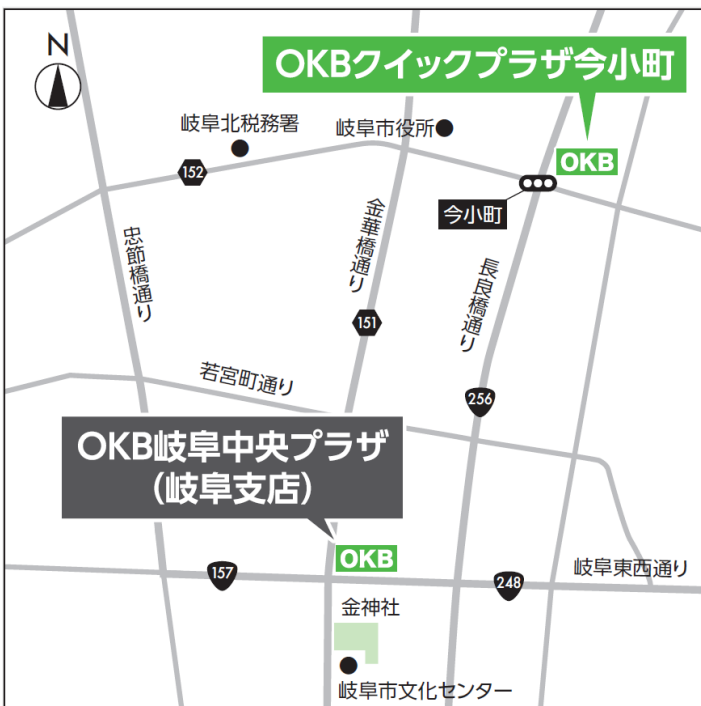 N
OKBクイックプラザ今小町
岐阜北税務署
岐阜市役所
OKB
152
今小町
忠節橋通り
金華橋通り
長良橋通り
151
若宮町通り
256
OKB岐阜中央プラザ
(岐阜支店)
OKB
157
248
岐阜東西通り
金神社
岐阜市文化センター